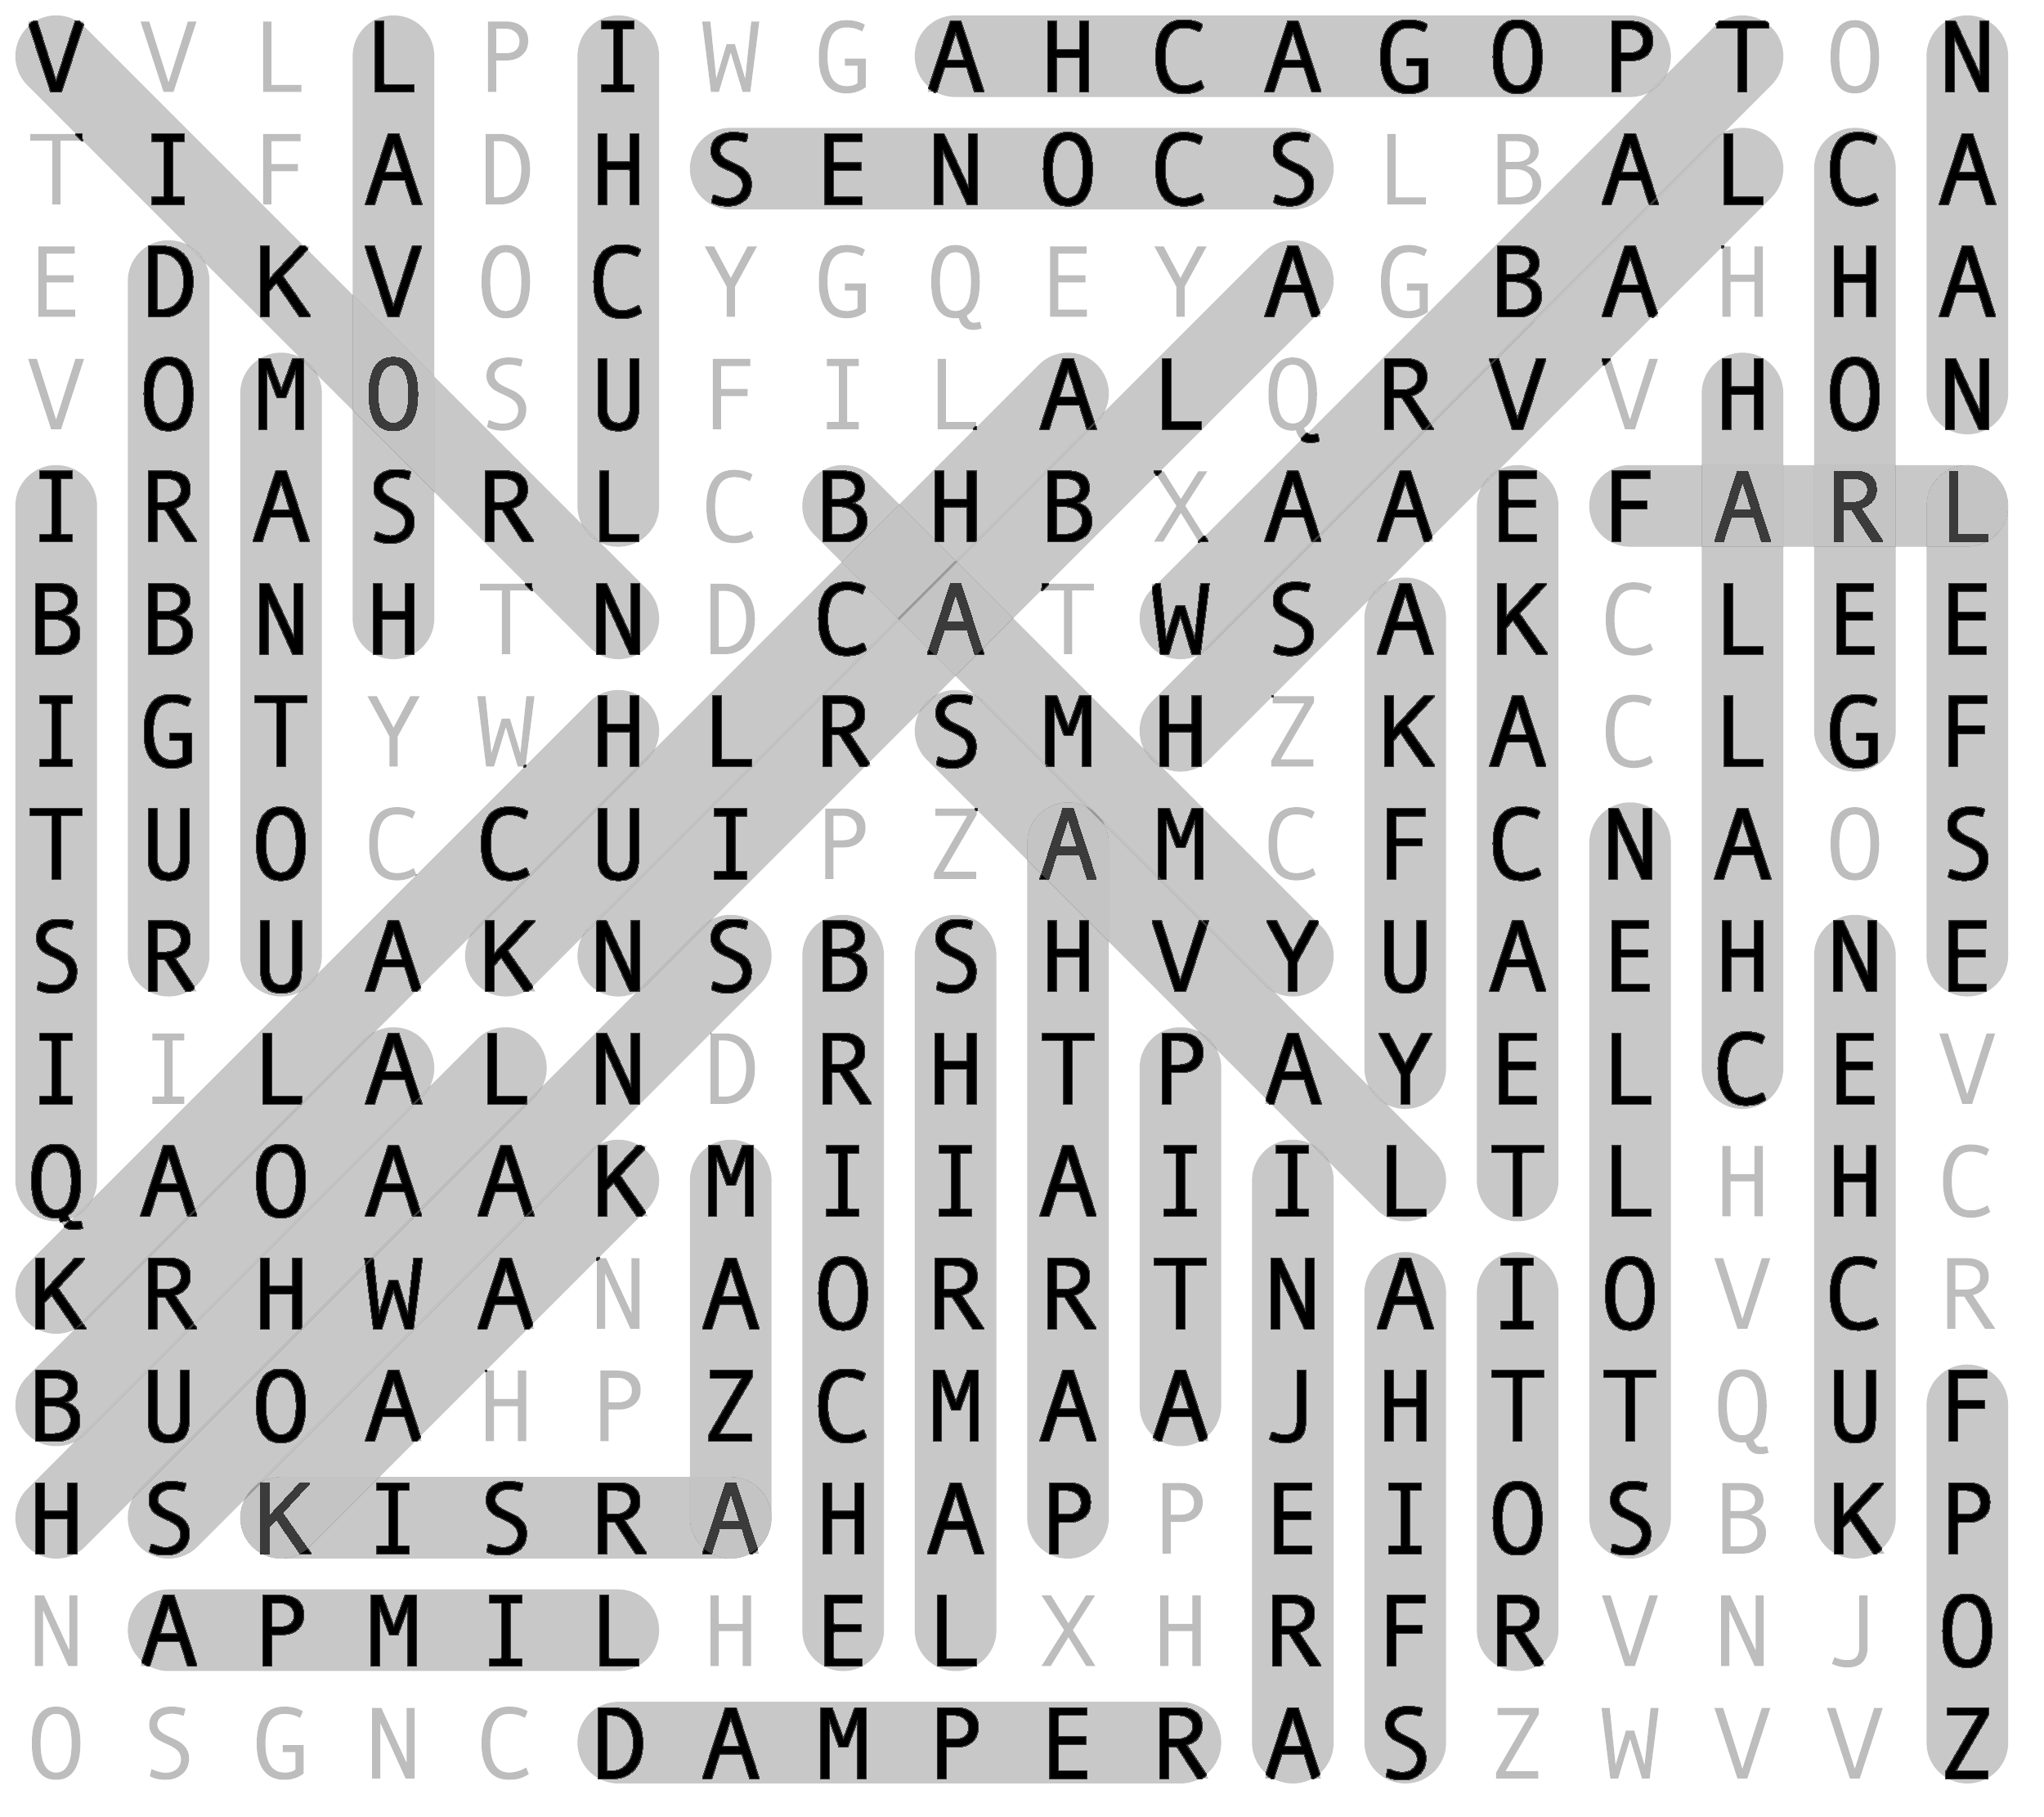 V V L L P I W G A H C A G O P T O N
T I F A D H S E N O C S L B A L C A
E D K V O C Y G Q E Y A G B A H H A
V O M O S U F I L A L Q R V V H O N
I R A S R L C B H B X A A E F A R L
B B N H T N D C A T W S A K C L E E
I G T Y W H L R S M H Z K A C L G F
T U O C C U I P Z A M C F C N A O S
S R U A K N S B S H V Y U A E H N E
I I L A L N D R H T P A Y E L C E V
Q A O A A K M I I A I I L T L H H C
K R H W A N A O R R T N A I O V C R
B U O A H P Z C M A A J H T T Q U F
H S K I S R A H A P P E I O S B K P
N A P M I L H E L X H R F R V N J O
O S G N C D A M P E R A S Z W V V Z